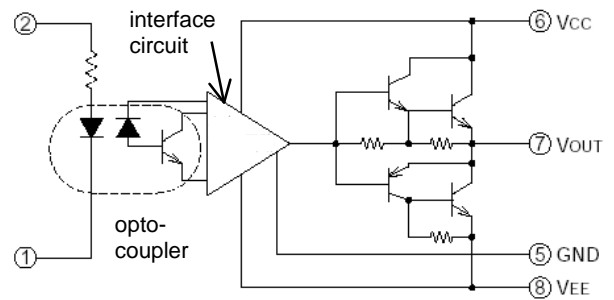 interface
circuit
② 
⑥ VCC
⑦ VOUT
opto-
coupler
①
⑤ GND
⑧ VEE